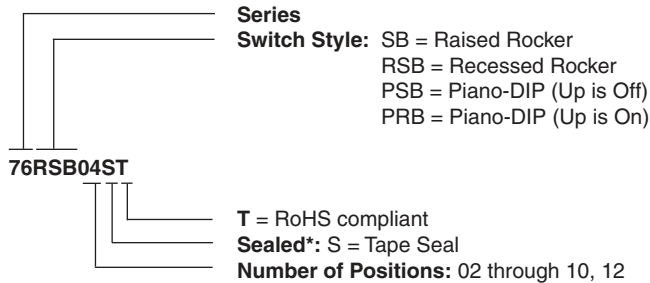 Series
Switch Style: SB = Raised Rocker
RSB = Recessed Rocker
PSB = Piano-DIP (Up is Off)
PRB = Piano-DIP (Up is On)
76RSB04ST
T = RoHS compliant
Sealed*: S = Tape Seal
Number of Positions: 02 through 10, 12